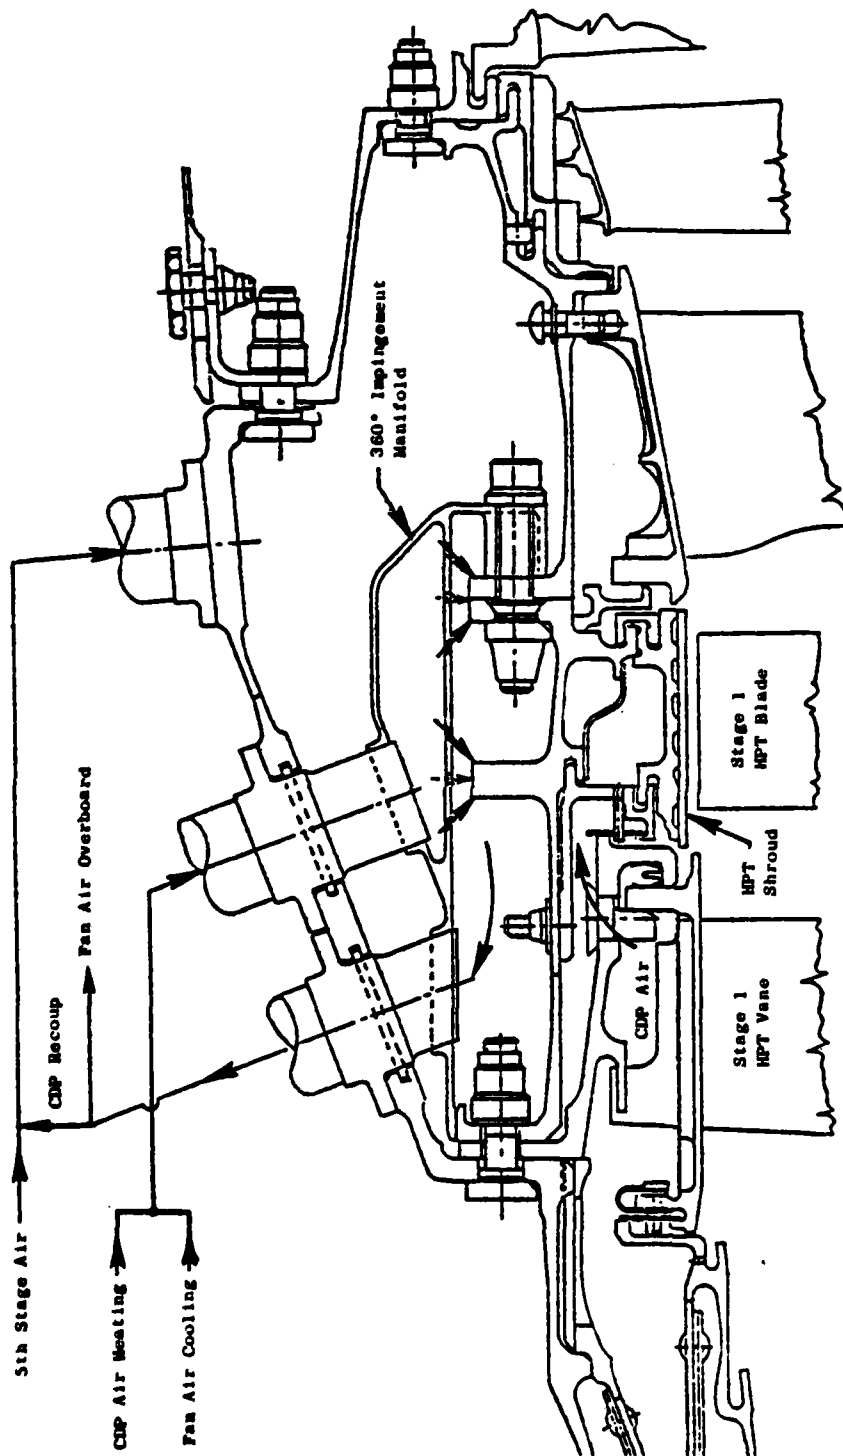 5th Stage Air
CDP Air Heating
Fan Air Cooling
CDP Recoup
Fan Air Overboard
360° Impingement
Manifold
CDP Air
Stage 1
HPT Vane
HPT
Shroud
Stage 1
HPT Blade